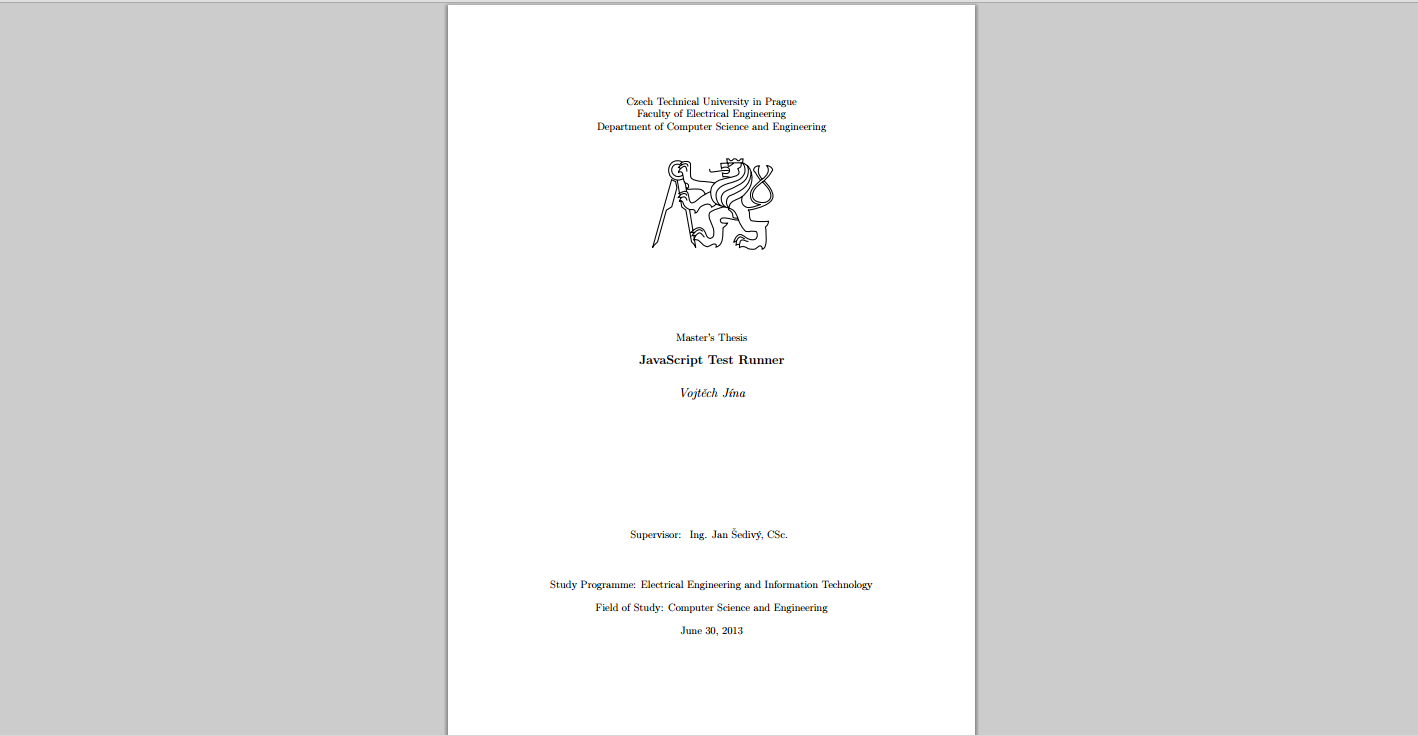 Czech Technical University in Prague
Faculty of Electrical Engineering
Department of Computer Science and Engineering
Master's Thesis
JavaScript Test Runner
Vojtěch Jína
Supervisor: Ing. Jan Šedivý, CSc.
Study Programme: Electrical Engineering and Information Technology
Field of Study: Computer Science and Engineering
June 30, 2013